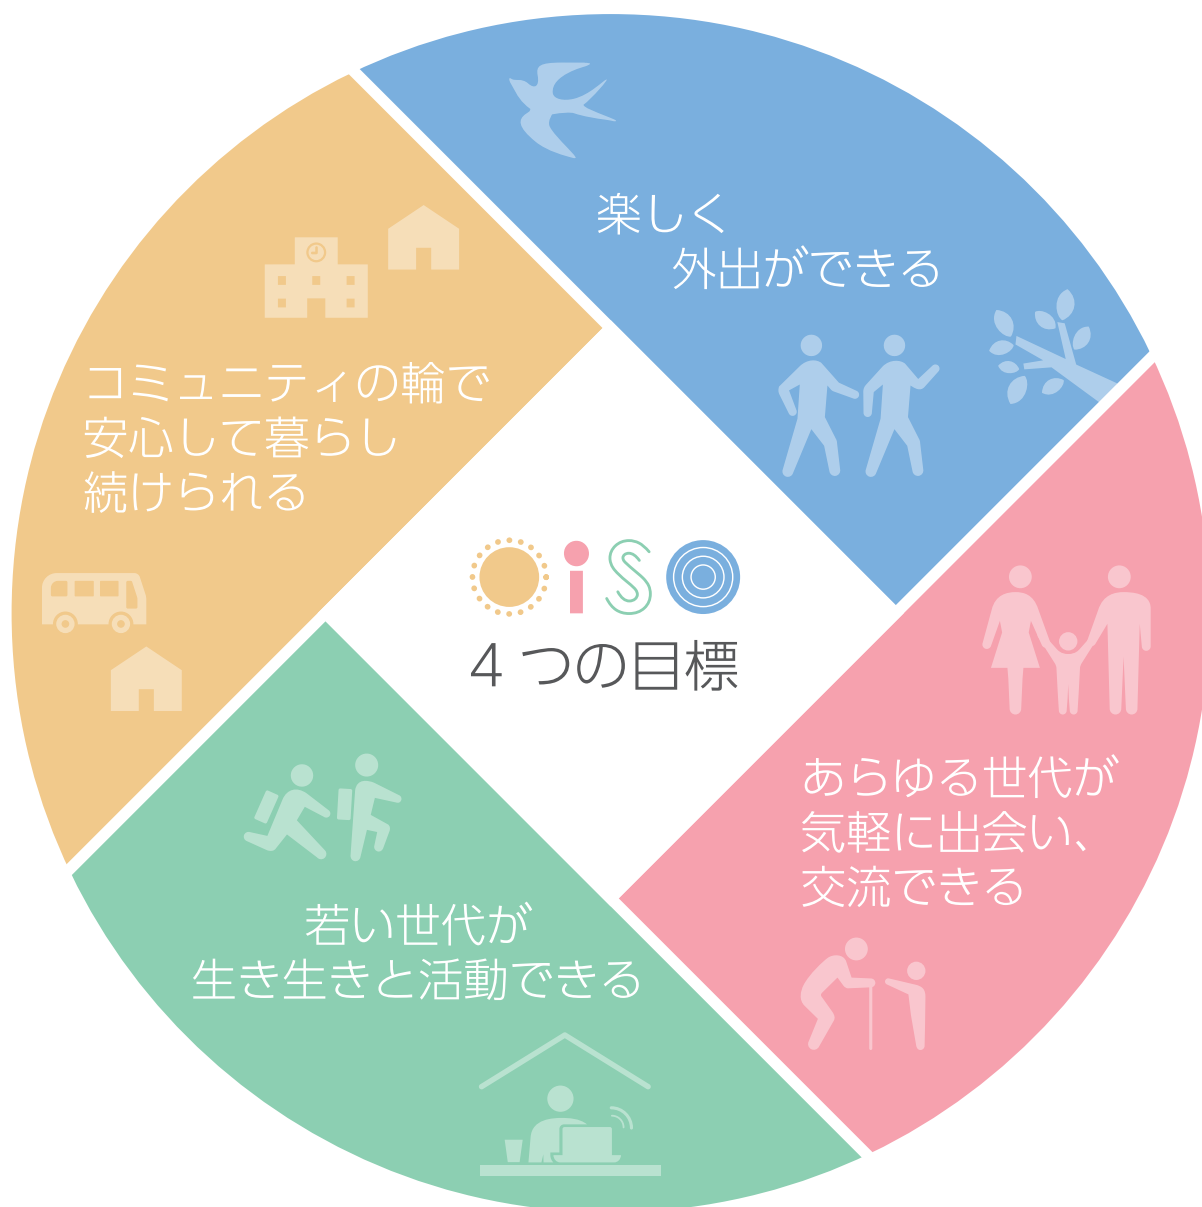 楽しく
外出ができる
コミュニティの輪で
安心して暮らし
続けられる
OiSO
4つの目標
あらゆる世代が
気軽に出会い、
交流できる
若い世代が
生き生きと活動できる